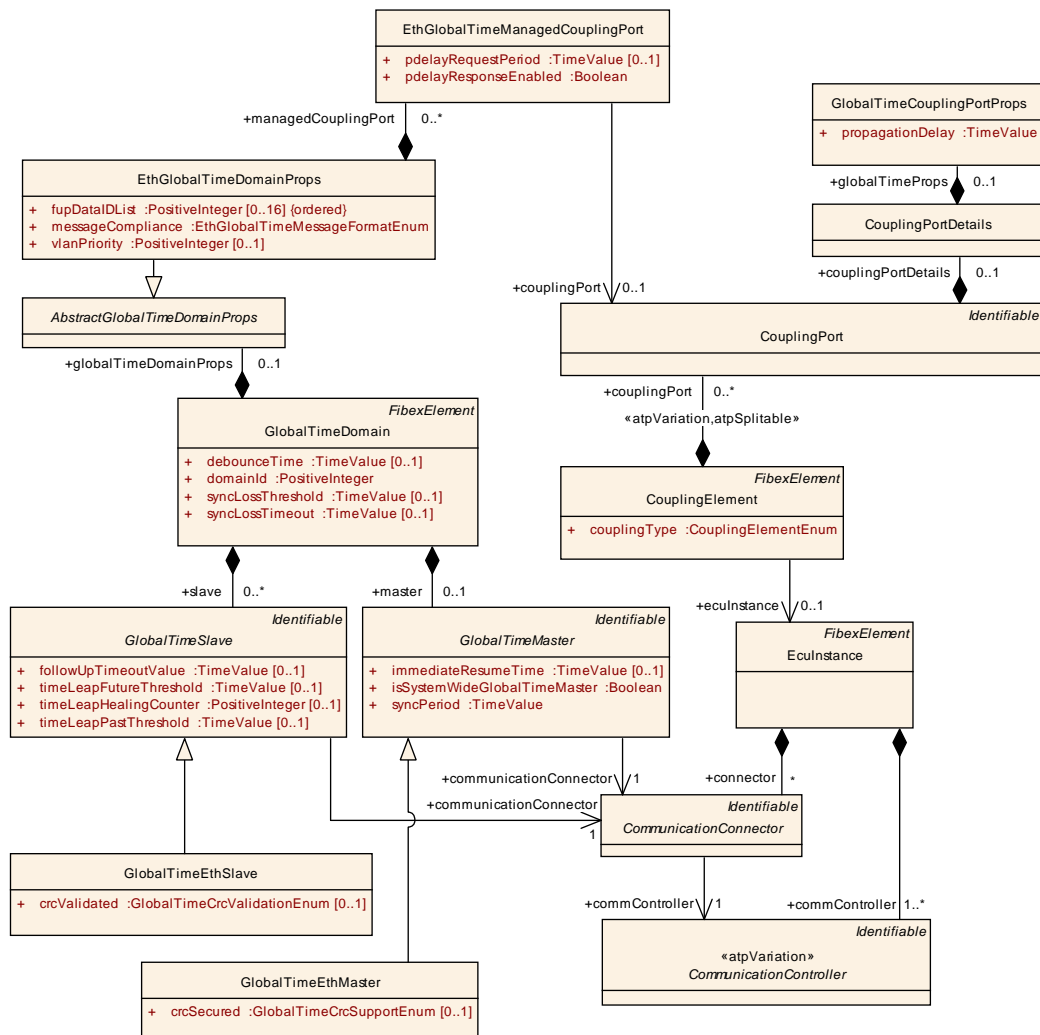 EthGlobalTimeManagedCouplingPort
+ pdelayRequestPeriod :TimeValue [0..1]
+ pdelayResponseEnabled :Boolean
GlobalTimeCouplingPortProps
+ propagationDelay :TimeValue
+managedCouplingPort 0..*
+globalTimeProps 0..1
EthGlobalTimeDomainProps
+ fupDataIDList :PositiveInteger [0..16] {ordered}
+ messageCompliance :EthGlobalTimeMessageFormatEnum
+ vlanPriority :PositiveInteger [0..1]
CouplingPortDetails
+couplingPortDetails 0..1
+couplingPort 0..1
AbstractGlobalTimeDomainProps
Identifiable
CouplingPort
+globalTimeDomainProps 0..1
+couplingPort 0..*
«atpVariation,atpSplitable»
FibexElement
GlobalTimeDomain
+ debounceTime :TimeValue [0..1]
+ domainId :PositiveInteger
+ syncLossThreshold :TimeValue [0..1]
+ syncLossTimeout :TimeValue [0..1]
FibexElement
CouplingElement
+ couplingType :CouplingElementEnum
+slave 0..*
+master 0..1
+ecuInstance 0..1
Identifiable
GlobalTimeSlave
+ followUpTimeoutValue :TimeValue [0..1]
+ timeLeapFutureThreshold :TimeValue [0..1]
+ timeLeapHealingCounter :PositiveInteger [0..1]
+ timeLeapPastThreshold :TimeValue [0..1]
Identifiable
GlobalTimeMaster
+ immediateResumeTime :TimeValue [0..1]
+ isSystemWideGlobalTimeMaster :Boolean
+ syncPeriod :TimeValue
FibexElement
EcuInstance
+communicationConnector 1
+connector *
+communicationConnector
1
Identifiable
CommunicationConnector
GlobalTimeEthSlave
+ crcValidated :GlobalTimeCrcValidationEnum [0..1]
+commController 1
+commController 1..*
Identifiable
«atpVariation»
CommunicationController
GlobalTimeEthMaster
+ crcSecured :GlobalTimeCrcSupportEnum [0..1]